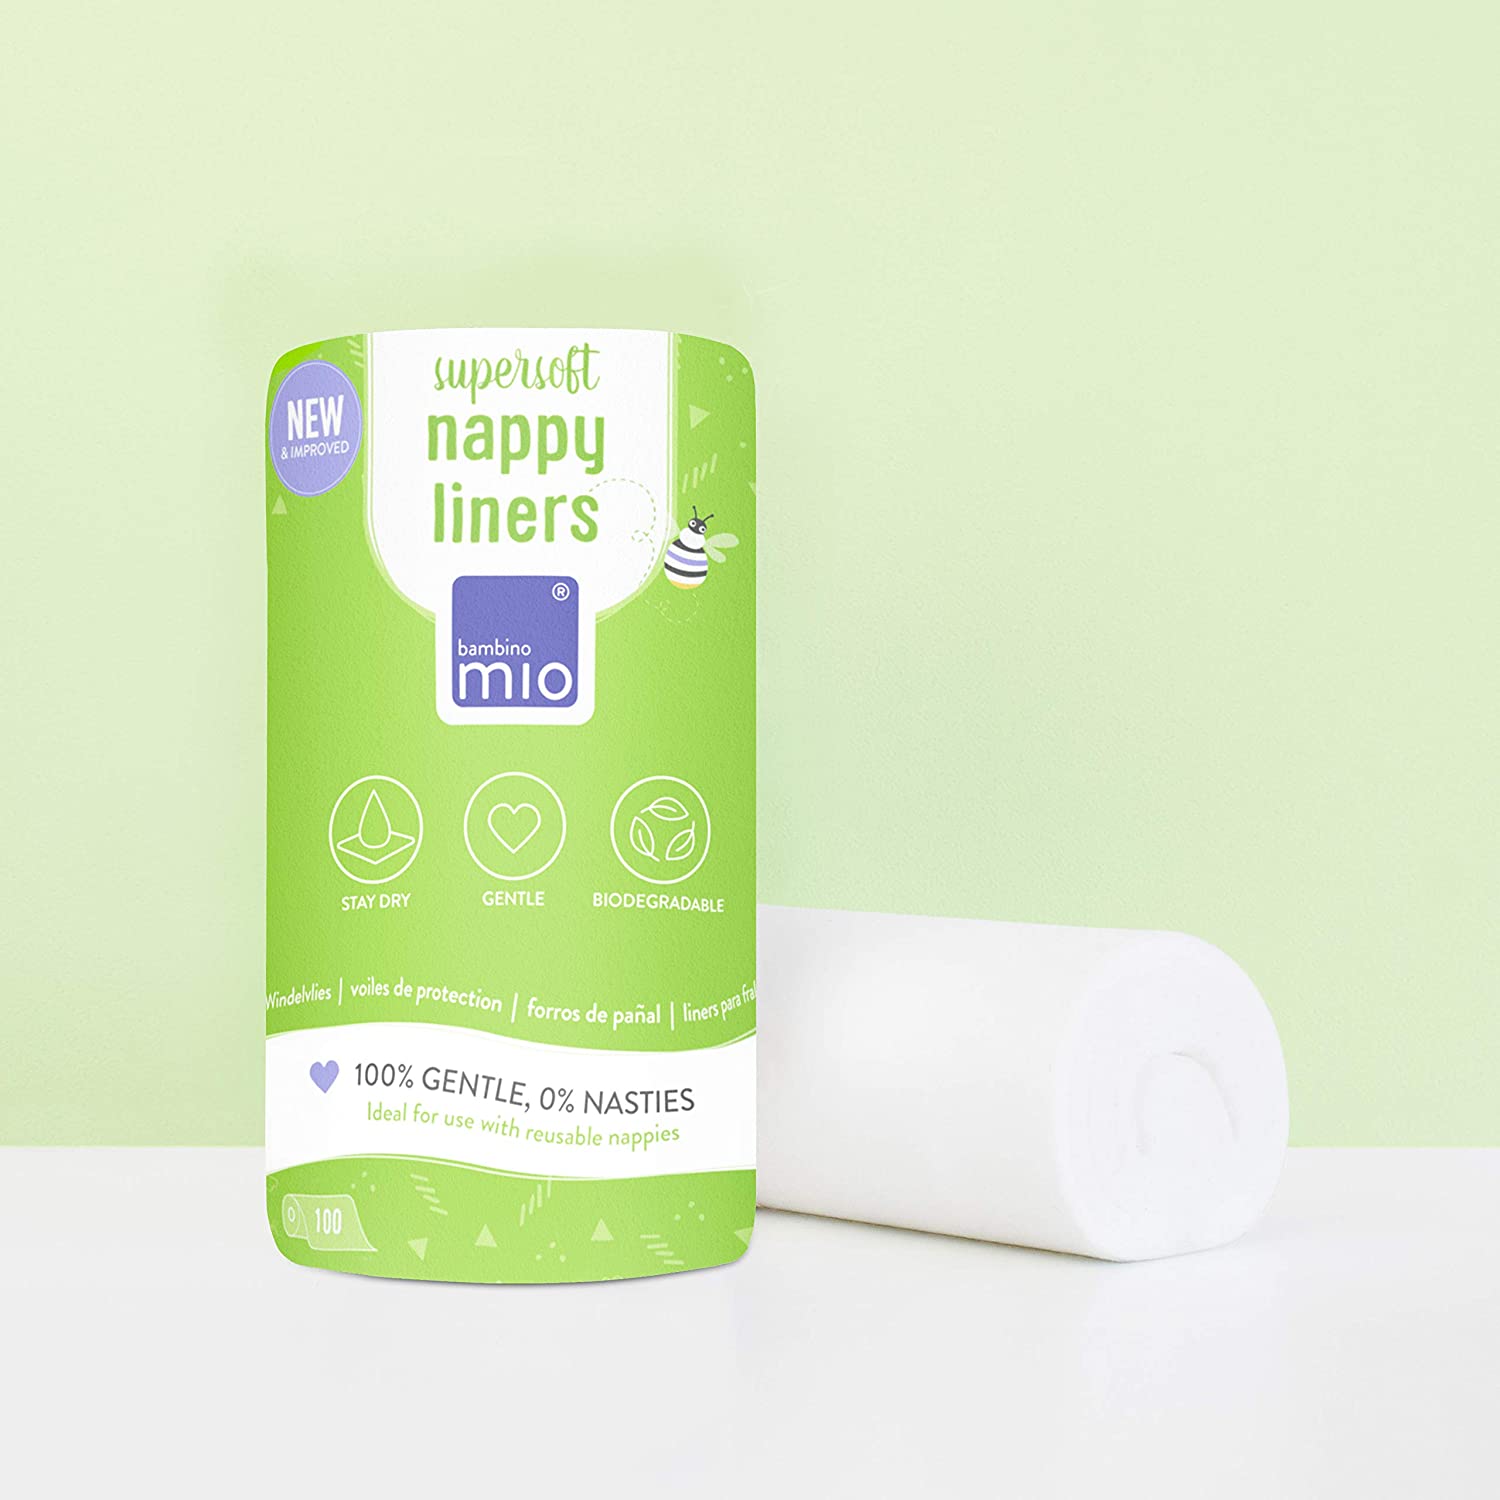 supersoft
nappy
liners
NEW
& IMPROVED
®
bambino
mio
STAY DRY
GENTLE
BIODEGRADABLE
Windelvlies | voiles de protection | forros de pañal | liners para
100% GENTLE, 0% NASTIES
Ideal for use with reusable nappies
100